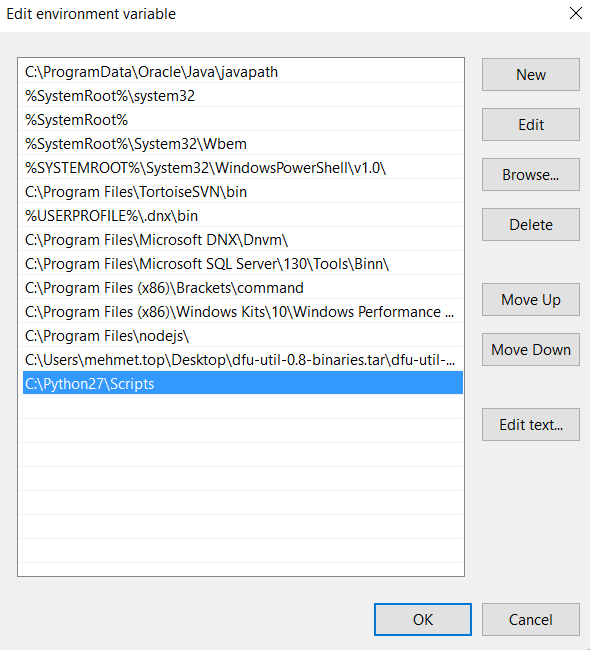 Edit environment variable
C:\ProgramData\Oracle\Java\javapath
%SystemRoot%\system32
%SystemRoot%
%SystemRoot%\System32\Wbem
%SYSTEMROOT%\System32\WindowsPowerShell\v1.0\
C:\Program Files\TortoiseSVN\bin
%USERPROFILE%\.dnx\bin
C:\Program Files\Microsoft DNX\Dnvm\
C:\Program Files\Microsoft SQL Server\130\Tools\Binn\
C:\Program Files (x86)\Brackets\command
C:\Program Files (x86)\Windows Kits\10\Windows Performance ...
C:\Program Files\nodejs\
C:\Users\mehmet.top\Desktop\dfu-util-0.8-binaries.tar\dfu-util-...
C:\Python27\Scripts
New
Edit
Browse...
Delete
Move Up
Move Down
Edit text...
OK
Cancel